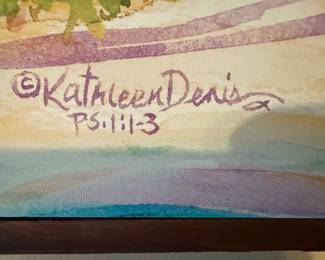 ©Kathleen Denis
PS.1:1-3